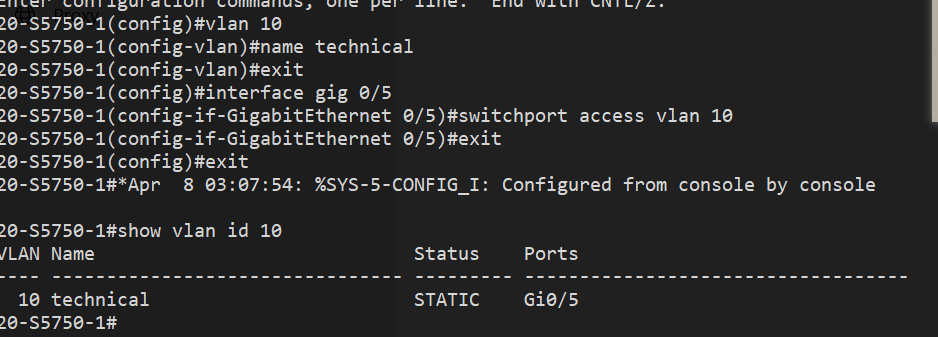 Enter configuration commands, one per line.  End with CNTL/Z.
20-S5750-1(config)#vlan 10
20-S5750-1(config-vlan)#name technical
20-S5750-1(config-vlan)#exit
20-S5750-1(config)#interface gig 0/5
20-S5750-1(config-if-GigabitEthernet 0/5)#switchport access vlan 10
20-S5750-1(config-if-GigabitEthernet 0/5)#exit
20-S5750-1(config)#exit
20-S5750-1#*Apr  8 03:07:54: %SYS-5-CONFIG_I: Configured from console by console
20-S5750-1#show vlan id 10
VLAN Name                             Status    Ports
---- -------------------------------- --------- -----------------------------------
  10 technical                        STATIC    Gi0/5
20-S5750-1#